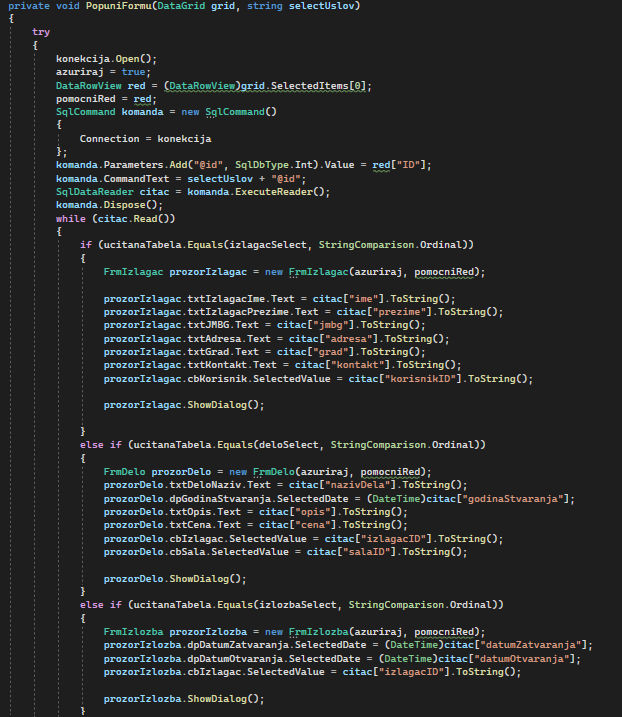 private void PopuniFormu(DataGrid grid, string selectUslov)
{
try
{
konekcija.Open();
azuriraj = true;
DataRowView red = (DataRowView)grid.SelectedItems[0];
pomocniRed = red;
SqlCommand komanda = new SqlCommand()
{
Connection = konekcija
};
komanda.Parameters.Add("@id", SqlDbType.Int).Value = red["ID"];
komanda.CommandText = selectUslov + "@id";
SqlDataReader citac = komanda.ExecuteReader();
komanda.Dispose();
while (citac.Read())
{
if (ucitanaTabela.Equals(izlagacSelect, StringComparison.Ordinal))
{
FrmIzlagac prozorIzlagac = new FrmIzlagac(azuriraj, pomocniRed);
prozorIzlagac.txtIzlagacIme.Text = citac["ime"].ToString();
prozorIzlagac.txtIzlagacPrezime.Text = citac["prezime"].ToString();
prozorIzlagac.txtJMBG.Text = citac["jmbg"].ToString();
prozorIzlagac.txtAdresa.Text = citac["adresa"].ToString();
prozorIzlagac.txtGrad.Text = citac["grad"].ToString();
prozorIzlagac.txtKontakt.Text = citac["kontakt"].ToString();
prozorIzlagac.cbKorisnik.SelectedValue = citac["korisnikID"].ToString();
prozorIzlagac.ShowDialog();
}
else if (ucitanaTabela.Equals(deloSelect, StringComparison.Ordinal))
{
FrmDelo prozorDelo = new FrmDelo(azuriraj, pomocniRed);
prozorDelo.txtDeloNaziv.Text = citac["nazivDela"].ToString();
prozorDelo.dpGodinaStvaranja.SelectedDate = (DateTime)citac["godinaStvaranja"];
prozorDelo.txtOpis.Text = citac["opis"].ToString();
prozorDelo.txtCena.Text = citac["cena"].ToString();
prozorDelo.cbIzlagac.SelectedValue = citac["izlagacID"].ToString();
prozorDelo.cbSala.SelectedValue = citac["salaID"].ToString();
prozorDelo.ShowDialog();
}
else if (ucitanaTabela.Equals(izlozbaSelect, StringComparison.Ordinal))
{
FrmIzlozba prozorIzlozba = new FrmIzlozba(azuriraj, pomocniRed);
prozorIzlozba.dpDatumZatvaranja.SelectedDate = (DateTime)citac["datumZatvaranja"];
prozorIzlozba.dpDatumOtvaranja.SelectedDate = (DateTime)citac["datumOtvaranja"];
prozorIzlozba.cbIzlagac.SelectedValue = citac["izlagacID"].ToString();
prozorIzlozba.ShowDialog();
}